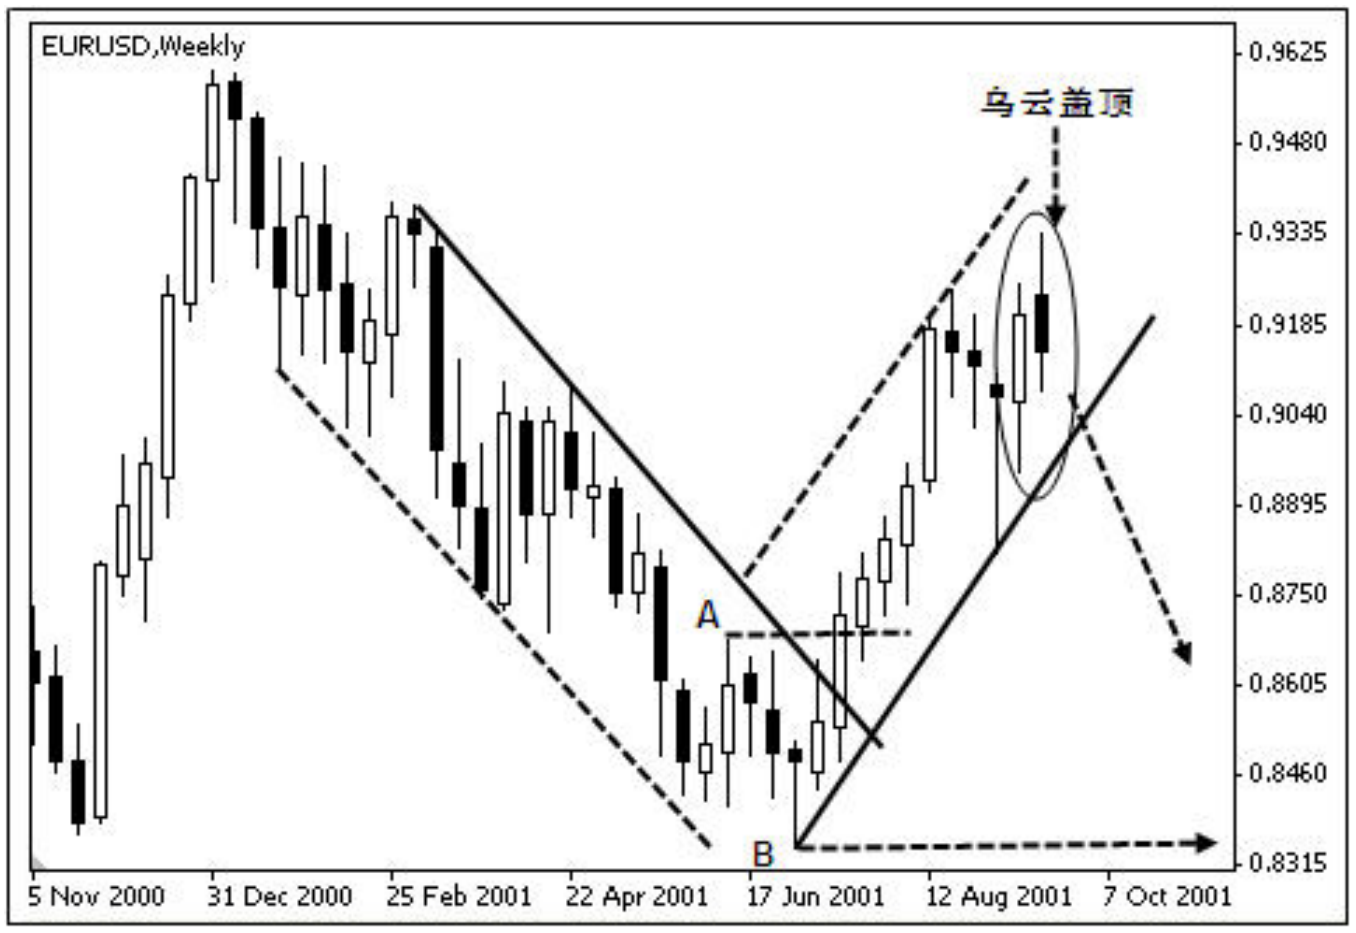 EURUSD,Weekly
乌云盖顶
A
B
0.9625
0.9480
0.9335
0.9185
0.9040
0.8895
0.8750
0.8605
0.8460
0.8315
5 Nov 2000
31 Dec 2000
25 Feb 2001
22 Apr 2001
17 Jun 2001
12 Aug 2001
7 Oct 2001